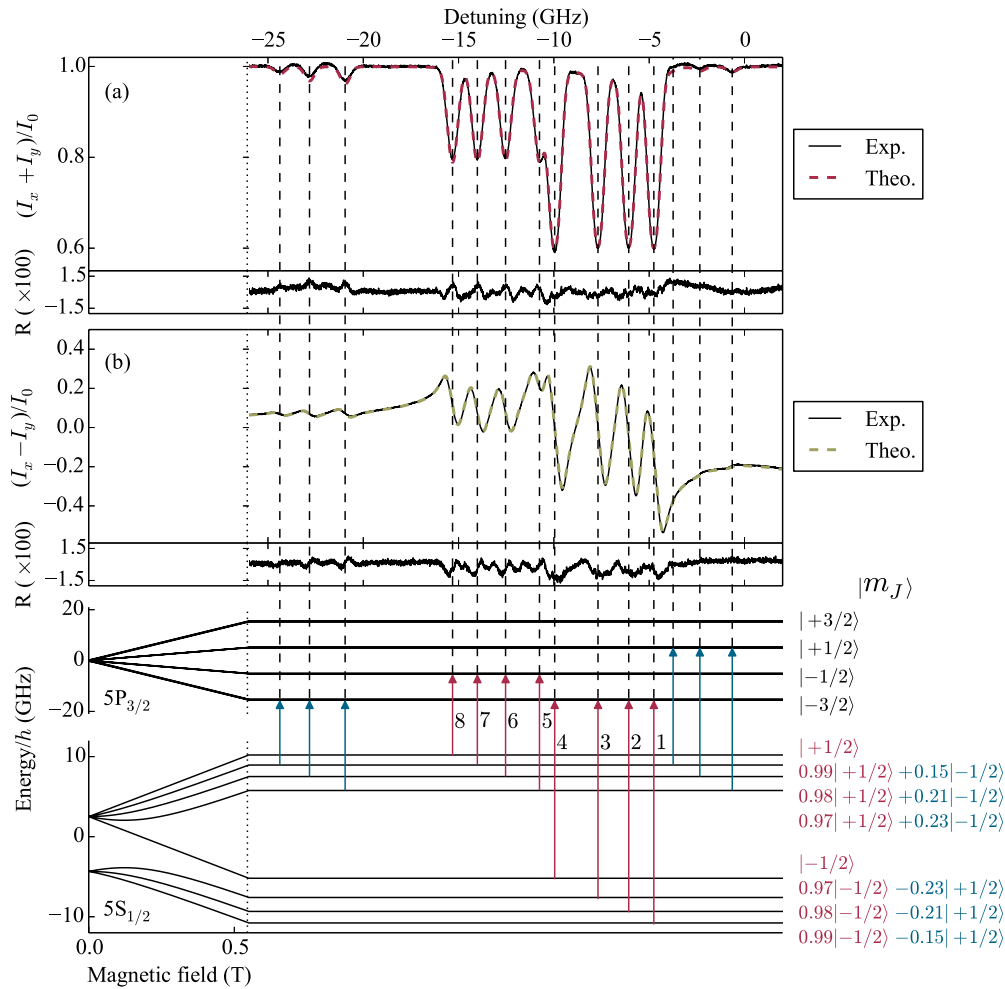 Detuning (GHz)
−25 −20 −15 −10 −5 0
(a)
(I_x + I_y)/I_0
1.0
0.8
0.6
Exp.
Theo.
R (×100)
1.5
−1.5
(b)
(I_x − I_y)/I_0
0.4
0.2
0.0
−0.2
−0.4
Exp.
Theo.
R (×100)
1.5
−1.5
|m_J⟩
Energy/h (GHz)
20
0
−20
5P_{3/2}
|+3/2⟩
|+1/2⟩
|−1/2⟩
|−3/2⟩
8 7 6 5 4 3 2 1
10
0
−10
5S_{1/2}
|+1/2⟩
0.99|+1/2⟩ +0.15|−1/2⟩
0.98|+1/2⟩ +0.21|−1/2⟩
0.97|+1/2⟩ +0.23|−1/2⟩
|−1/2⟩
0.97|−1/2⟩ −0.23|+1/2⟩
0.98|−1/2⟩ −0.21|+1/2⟩
0.99|−1/2⟩ −0.15|+1/2⟩
0.0 0.5
Magnetic field (T)